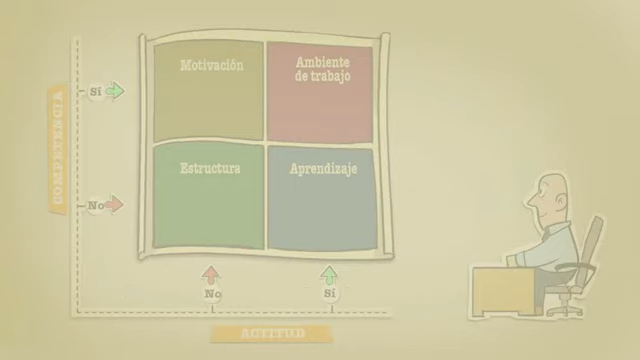 Motivación
Ambiente
de trabajo
Sí
COMPETENCIA
Estructura
Aprendizaje
No
No
Sí
ACTITUD